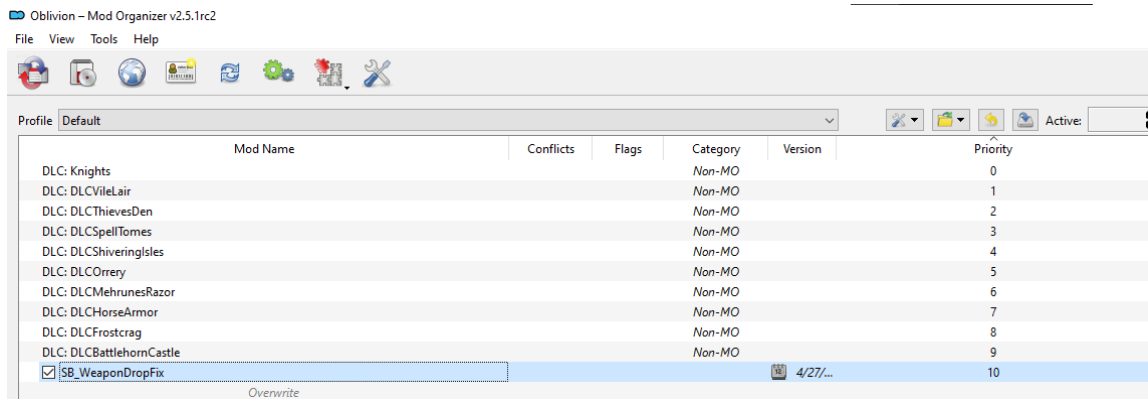 Oblivion – Mod Organizer v2.5.1rc2
File View Tools Help
Profile Default Active:
Mod Name Conflicts Flags Category Version Priority
DLC: Knights Non-MO 0
DLC: DLCVileLair Non-MO 1
DLC: DLCThievesDen Non-MO 2
DLC: DLCSpellTomes Non-MO 3
DLC: DLCShiveringIsles Non-MO 4
DLC: DLCOrrery Non-MO 5
DLC: DLCMehrunesRazor Non-MO 6
DLC: DLCHorseArmor Non-MO 7
DLC: DLCFrostcrag Non-MO 8
DLC: DLCBattlehornCastle Non-MO 9
SB_WeaponDropFix 4/27/... 10
Overwrite